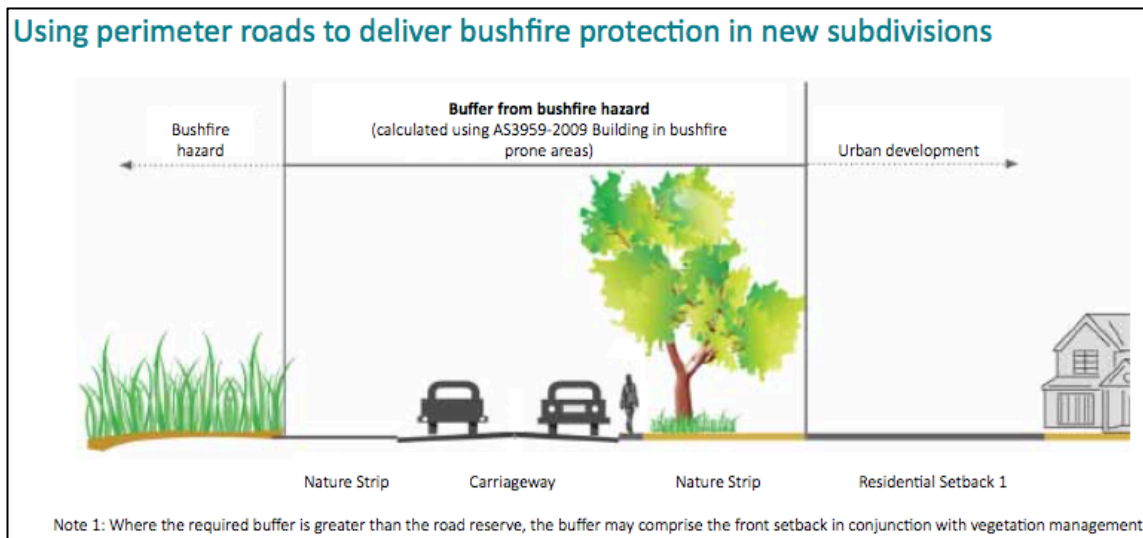 Using perimeter roads to deliver bushfire protection in new subdivisions
Buffer from bushfire hazard
(calculated using AS3959-2009 Building in bushfire
prone areas)
Bushfire
hazard
Urban development
Nature Strip
Carriageway
Nature Strip
Residential Setback 1
Note 1: Where the required buffer is greater than the road reserve, the buffer may comprise the front setback in conjunction with vegetation management